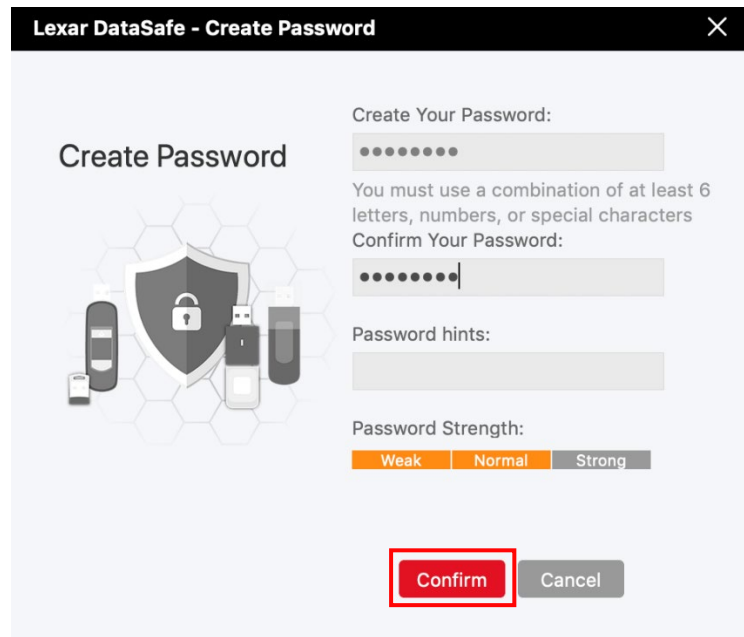 Lexar DataSafe - Create Password
Create Password
Create Your Password:
••••••••
You must use a combination of at least 6
letters, numbers, or special characters
Confirm Your Password:
••••••••
Password hints:
Password Strength:
Weak Normal Strong
Confirm Cancel